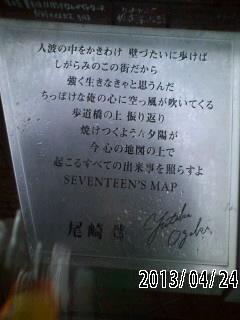 人波の中をかきわけ 壁づたいに歩けば
しがらみのこの街だから
強く生きなきゃと思うんだ
ちっぽけな俺の心に空っ風が吹いてくる
歩道橋の上 振り返り
焼けつくような夕陽が
今 心の地図の上で
起こるすべての出来事を照らすよ
SEVENTEEN'S MAP
尾崎 豊
Yutaka Ozaki
2013/04/24